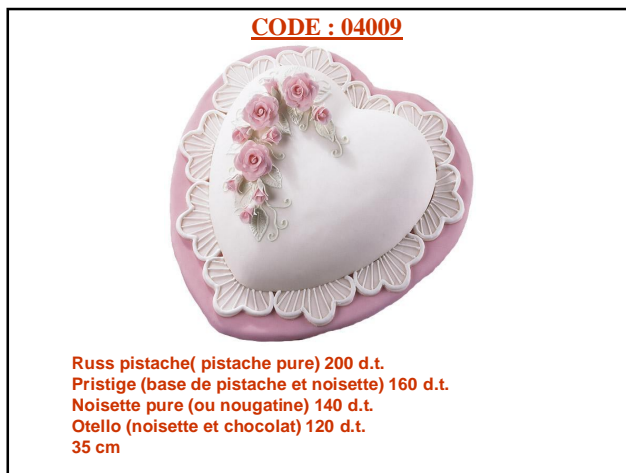 CODE : 04009
Russ pistache( pistache pure) 200 d.t.
Pristige (base de pistache et noisette) 160 d.t.
Noisette pure (ou nougatine) 140 d.t.
Otello (noisette et chocolat) 120 d.t.
35 cm